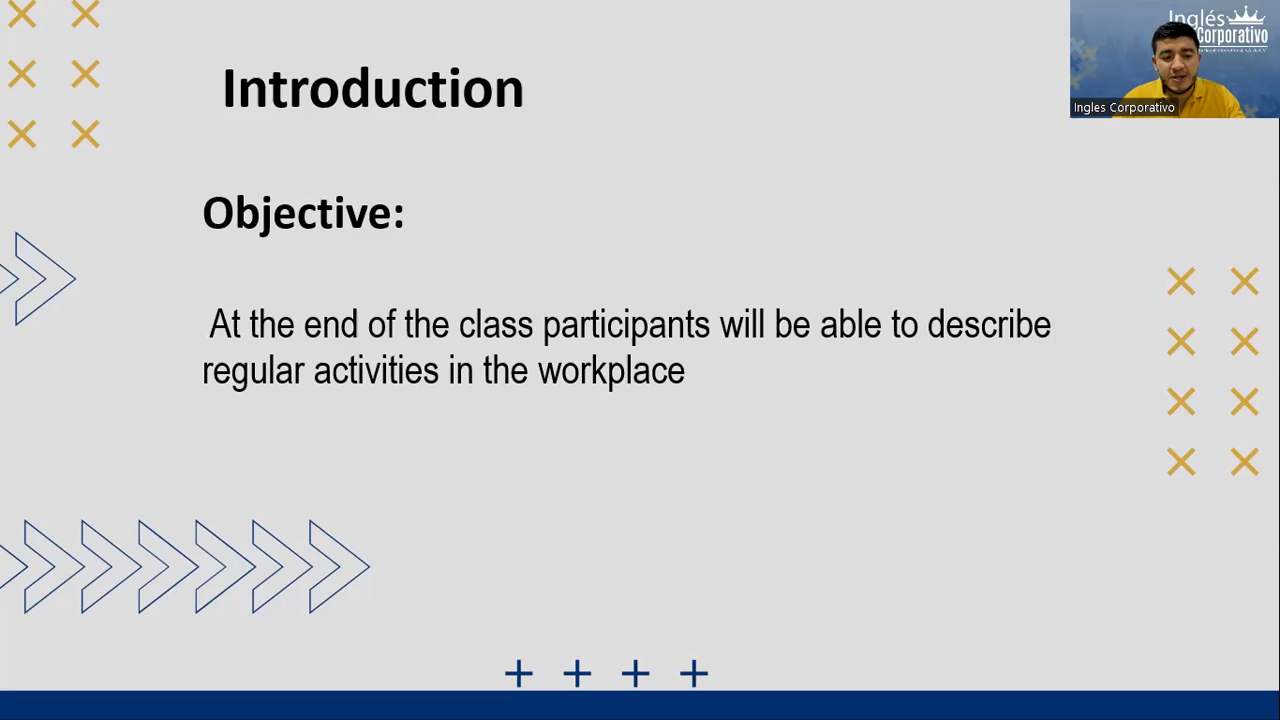 Introduction
Inglés
Corporativo
Ingles Corporativo
Objective:
At the end of the class participants will be able to describe
regular activities in the workplace